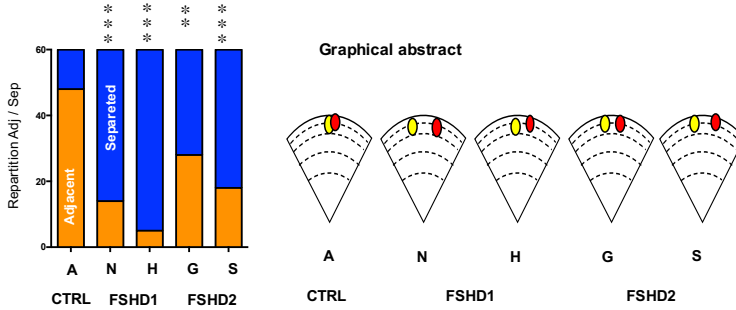 *** *** ** ***
Graphical abstract
60
40
20
0
Repartition Adj / Sep
Adjacent
Separeted
A N H G S
CTRL FSHD1 FSHD2
A N H G S
CTRL FSHD1 FSHD2